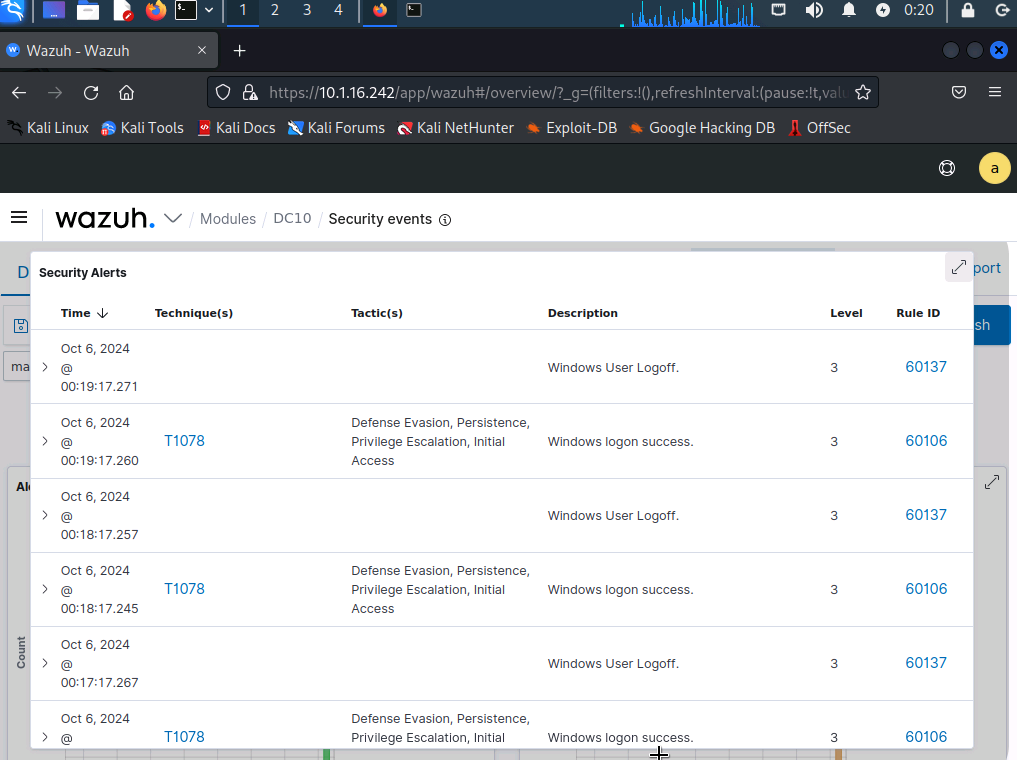 1 2 3 4 0:20
Wazuh - Wazuh
https://10.1.16.242/app/wazuh#/overview/?_g=(filters:!(),refreshInterval:(pause:!t,valu
Kali Linux Kali Tools Kali Docs Kali Forums Kali NetHunter Exploit-DB Google Hacking DB OffSec
a
wazuh. / Modules / DC10 / Security events
D
port
Security Alerts
sh
ma
Time Technique(s) Tactic(s) Description Level Rule ID
Oct 6, 2024
@
00:19:17.271
Windows User Logoff. 3 60137
Oct 6, 2024
@
00:19:17.260
T1078
Defense Evasion, Persistence,
Privilege Escalation, Initial
Access
Windows logon success. 3 60106
Ale
Oct 6, 2024
@
00:18:17.257
Windows User Logoff. 3 60137
Oct 6, 2024
@
00:18:17.245
T1078
Defense Evasion, Persistence,
Privilege Escalation, Initial
Access
Windows logon success. 3 60106
Count
Oct 6, 2024
@
00:17:17.267
Windows User Logoff. 3 60137
Oct 6, 2024
@
T1078
Defense Evasion, Persistence,
Privilege Escalation, Initial
Windows logon success. 3 60106